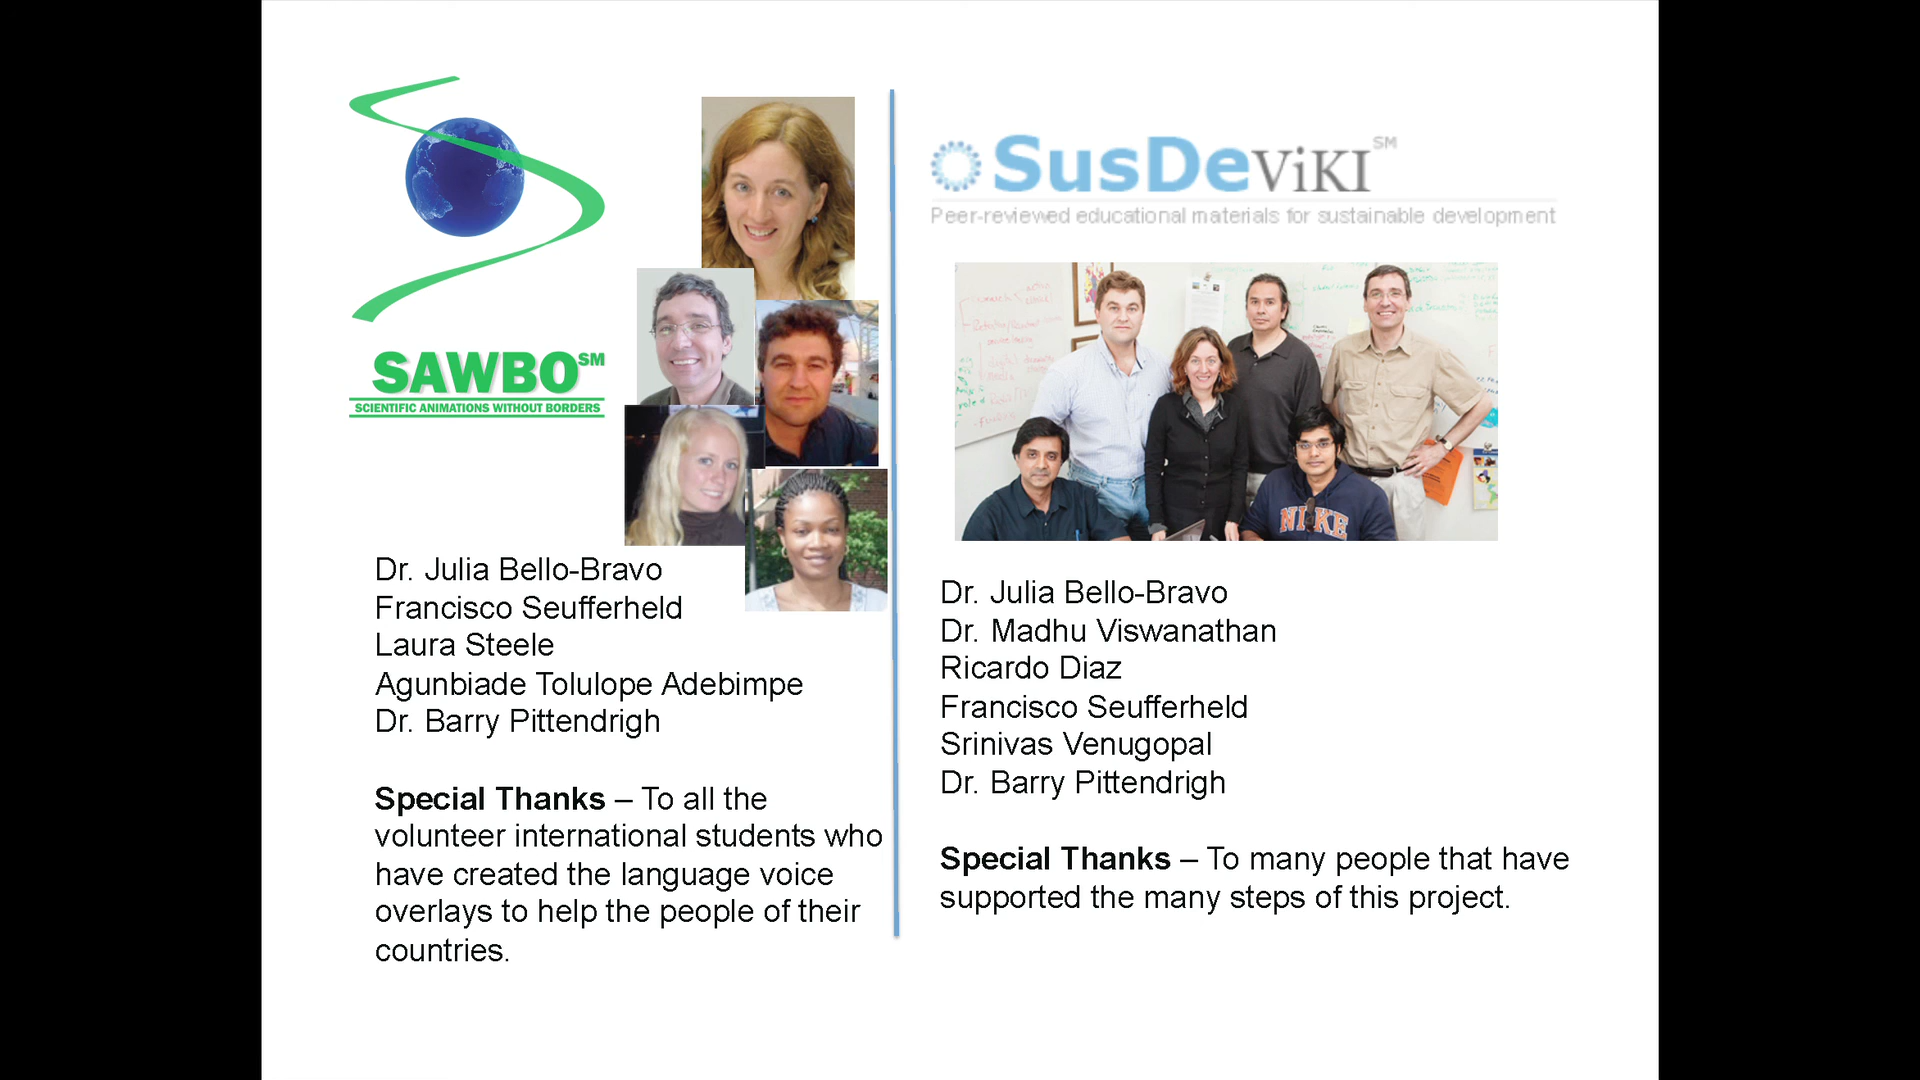 SAWBO SM
SCIENTIFIC ANIMATIONS WITHOUT BORDERS
Dr. Julia Bello-Bravo
Francisco Seufferheld
Laura Steele
Agunbiade Tolulope Adebimpe
Dr. Barry Pittendrigh
Special Thanks – To all the
volunteer international students who
have created the language voice
overlays to help the people of their
countries.
SusDeViKI SM
Peer-reviewed educational materials for sustainable development
NIKE
Dr. Julia Bello-Bravo
Dr. Madhu Viswanathan
Ricardo Diaz
Francisco Seufferheld
Srinivas Venugopal
Dr. Barry Pittendrigh
Special Thanks – To many people that have
supported the many steps of this project.